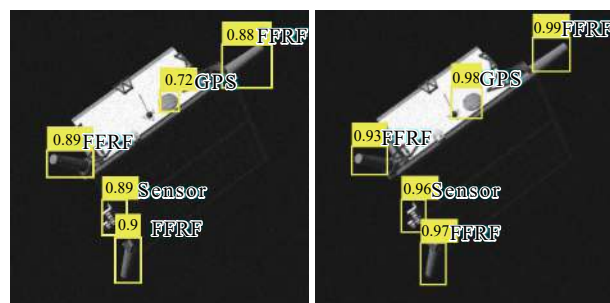 0.88 FFRF
0.72 GPS
0.89 FFRF
0.89 Sensor
0.9 FFRF
0.99 FFRF
0.98 GPS
0.93 FFRF
0.96 Sensor
0.97 FFRF